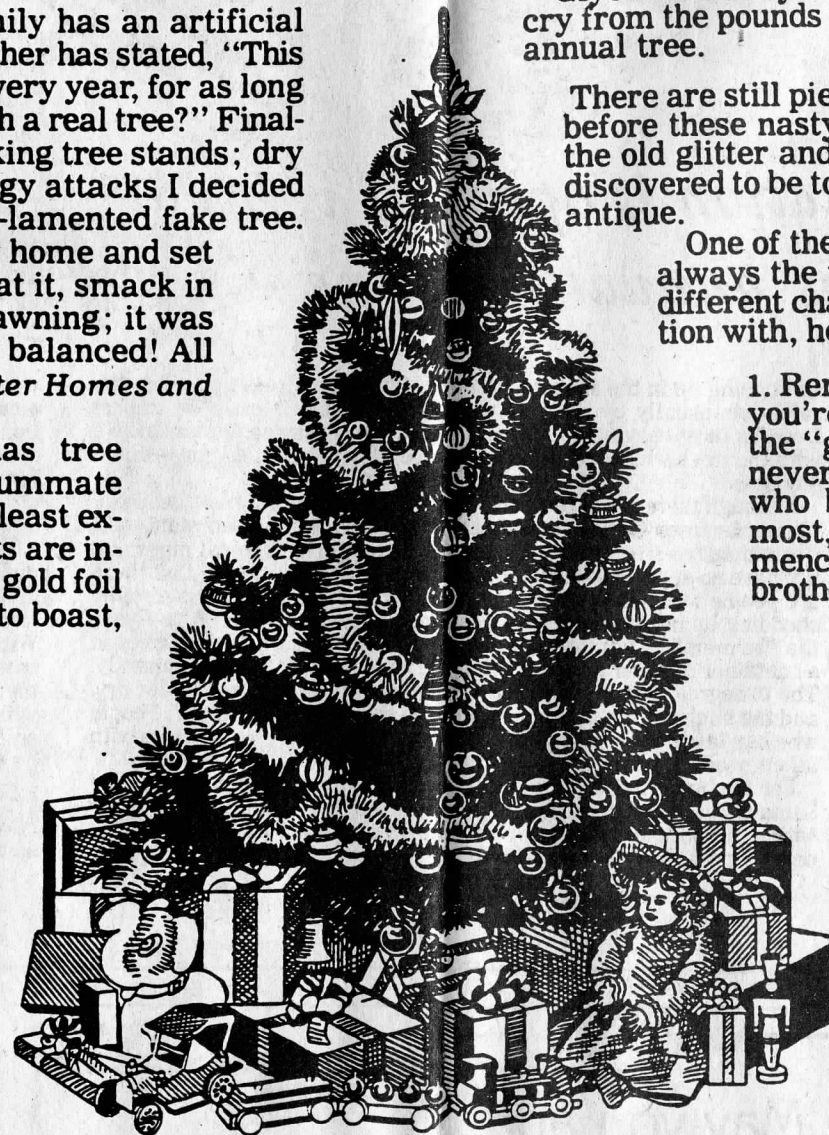 ily has an artificial
her has stated, “This
very year, for as long
h a real tree?” Final-
king tree stands; dry
gy attacks I decided
-lamented fake tree.
home and set
at it, smack in
awning; it was
balanced! All
ter Homes and
as tree
ummate
least ex-
ts are in-
gold foil
to boast,
cry from the pounds
annual tree.
There are still pie
before these nasty
the old glitter and
discovered to be to
antique.
One of the
always the
different cha
tion with, ho
1. Ren
you’re
the “g
never
who
most,
menc
broth